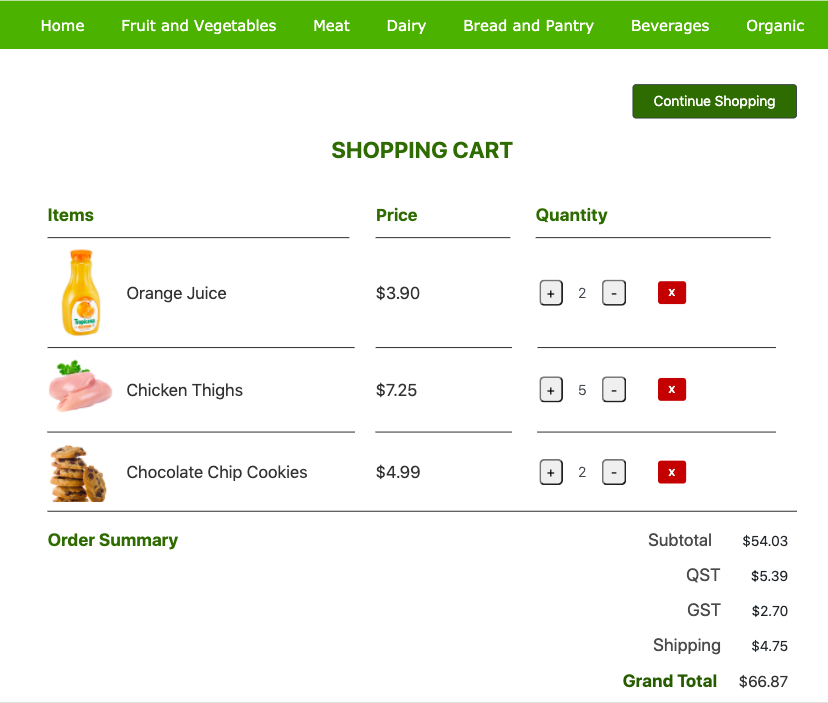 Home Fruit and Vegetables Meat Dairy Bread and Pantry Beverages Organic
Continue Shopping
SHOPPING CART
Items Price Quantity
Tropicana
Orange Juice $3.90 + 2 - x
Chicken Thighs $7.25 + 5 - x
Chocolate Chip Cookies $4.99 + 2 - x
Order Summary Subtotal $54.03
QST $5.39
GST $2.70
Shipping $4.75
Grand Total $66.87